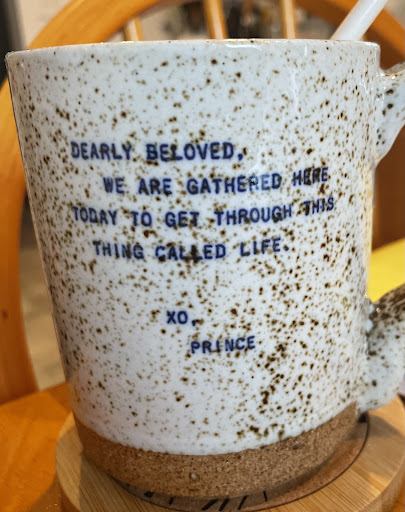 DEARLY BELOVED,
WE ARE GATHERED HERE
TODAY TO GET THROUGH THIS
THING CALLED LIFE.
XO,
PRINCE